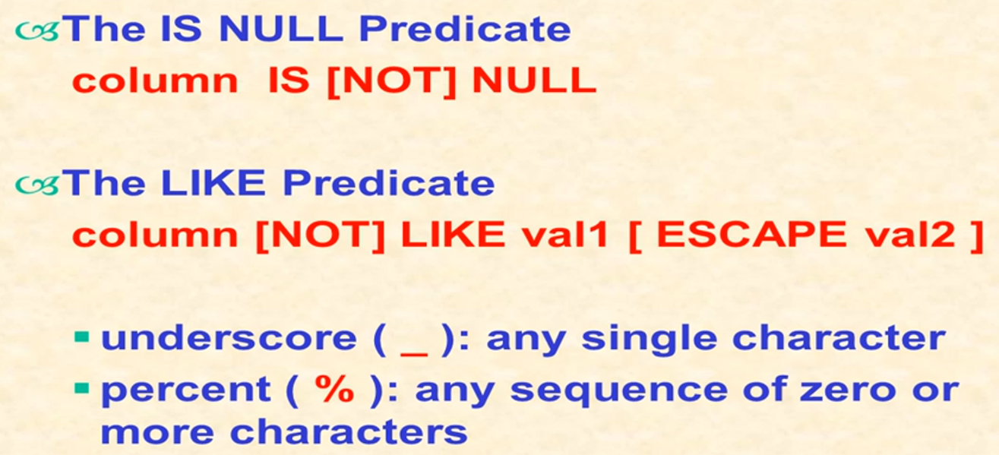 The IS NULL Predicate
column IS [NOT] NULL
The LIKE Predicate
column [NOT] LIKE val1 [ ESCAPE val2 ]
underscore ( _ ): any single character
percent ( % ): any sequence of zero or
more characters